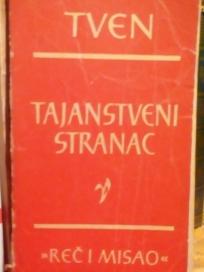 TVEN
TAJANSTVENI
STRANAC
»REČ I MISAO«